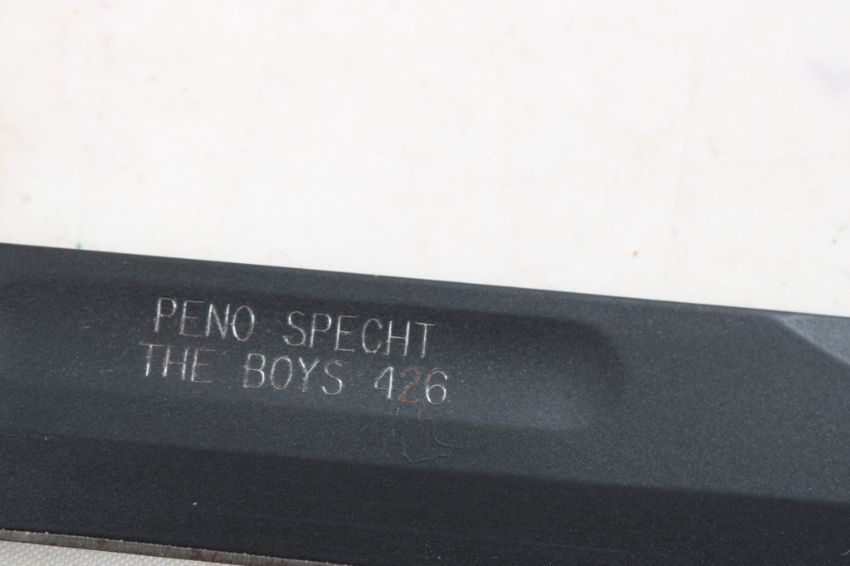 PENO SPECHT
THE BOYS 426